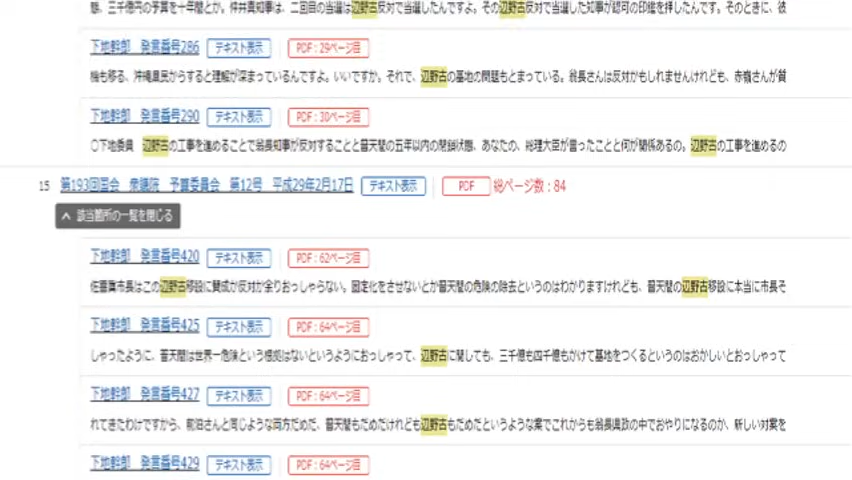 態、三千億円の予算を十年間とか。仲井真知事は、二回目の当選は辺野古反対で当選したんですよ。その辺野古反対で当選した知事が認可の印鑑を押したんです。そのときに、彼
下地幹郎 発言番号286 テキスト表示 PDF：29ページ目
機も移る、沖縄県民からすると理解が深まっているんですよ。いいですか。それで、辺野古の基地の問題もとまっている。翁長さんは反対かもしれませんけれども、赤嶺さんが質
下地幹郎 発言番号290 テキスト表示 PDF：30ページ目
○下地委員 辺野古の工事を進めることで翁長知事が反対することと普天間の五年以内の閉鎖状態、あなたの、総理大臣が言ったことと何が関係あるの。辺野古の工事を進めるの
15 第193回国会 衆議院 予算委員会 第12号 平成29年2月17日 テキスト表示 PDF 総ページ数：84
該当箇所の一覧を閉じる
下地幹郎 発言番号420 テキスト表示 PDF：62ページ目
佐喜眞市長はこの辺野古移設に賛成か反対か余りおっしゃらない。固定化をさせないとか普天間の危険の除去というのはわかりますけれども、普天間の辺野古移設に本当に市長そ
下地幹郎 発言番号425 テキスト表示 PDF：64ページ目
しゃったように、普天間は世界一危険という根拠はないというようにおっしゃって、辺野古に関しても、三千億も四千億もかけて基地をつくるというのはおかしいとおっしゃって
下地幹郎 発言番号427 テキスト表示 PDF：64ページ目
れてきたわけですから、前泊さんと同じような両方だめだ、普天間もだめだけれども辺野古もだめだというような案でこれからも翁長県政の中でおやりになるのか、新しい対案を
下地幹郎 発言番号429 テキスト表示 PDF：64ページ目